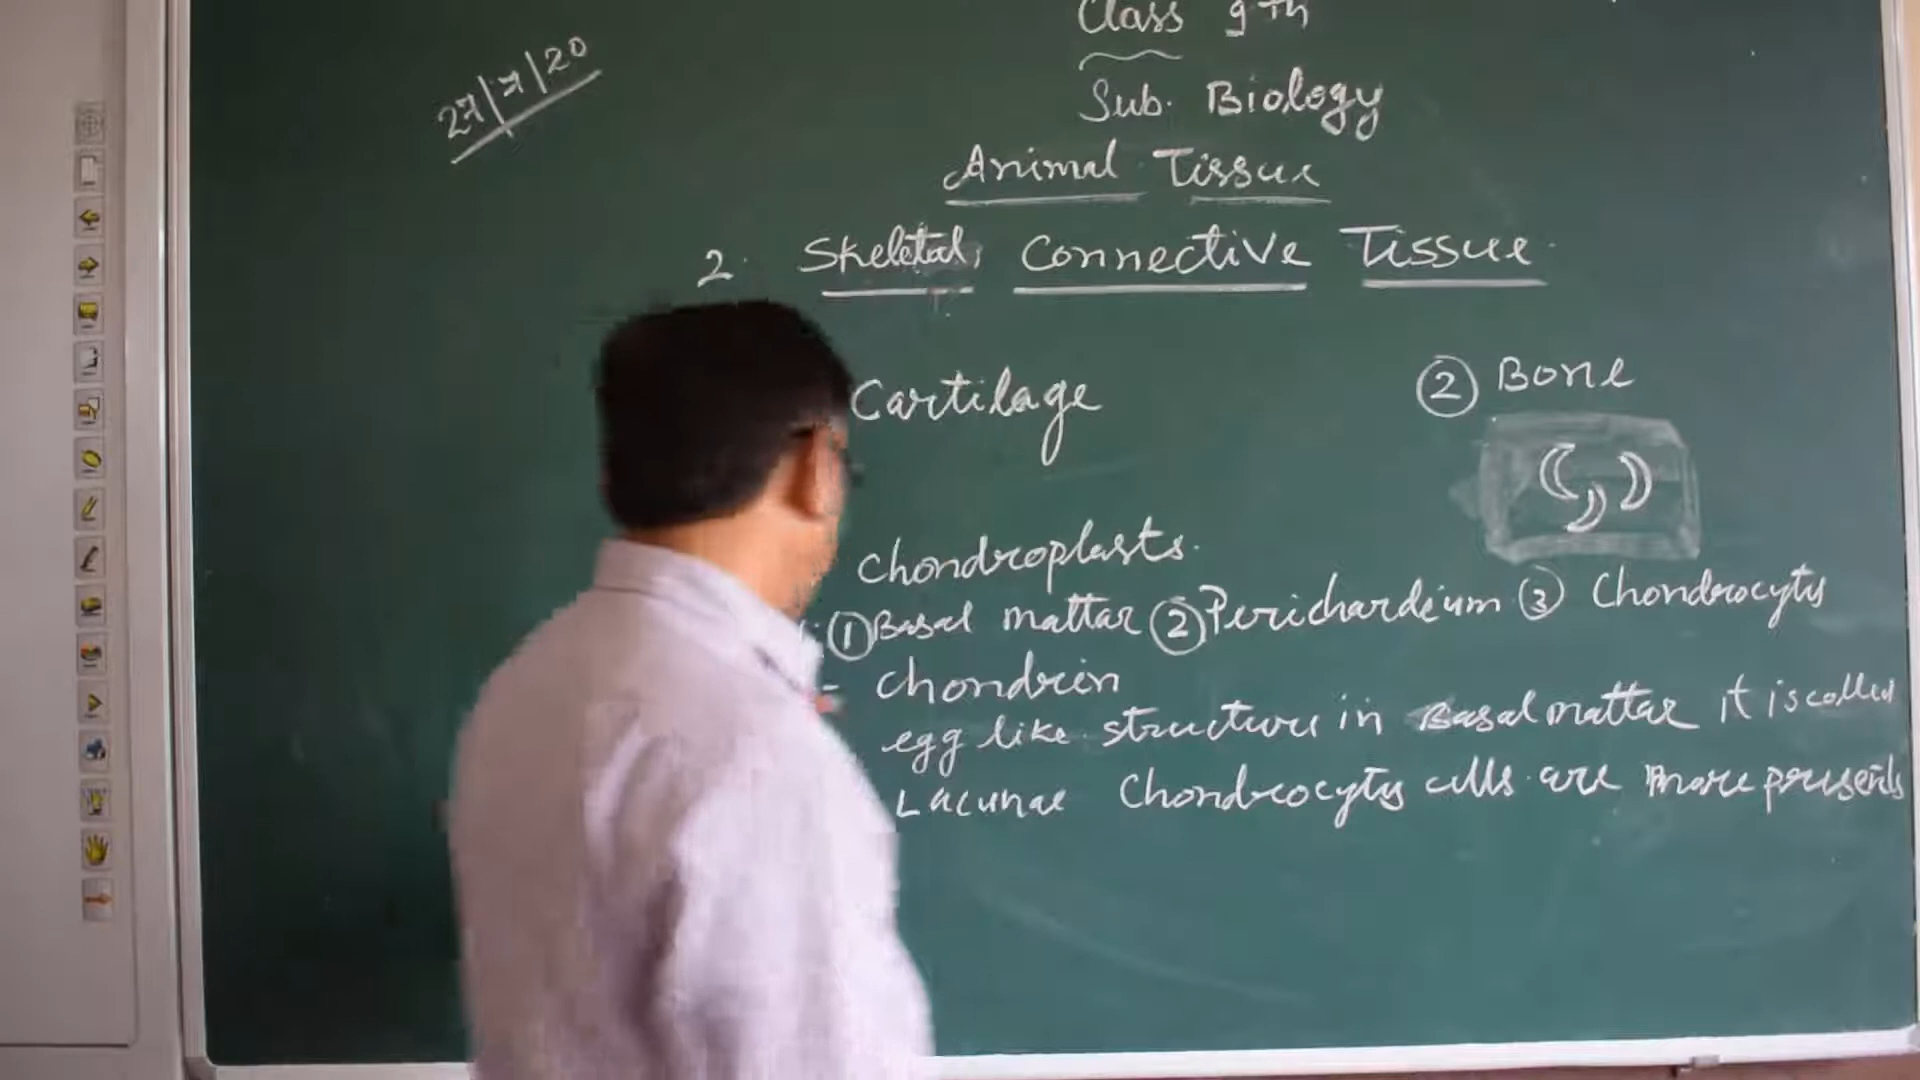 Class 9th
27/7/20
Sub. Biology
Animal Tissue
2. Skeletal Connective Tissue
Cartilage
② Bone
Chondroplasts.
① Basal mattar ② Perichardium ③ Chondrocyts
- Chondrin
egg like structure in Basal mattar it is called
Lacunae Chondrocyts cells are more presents